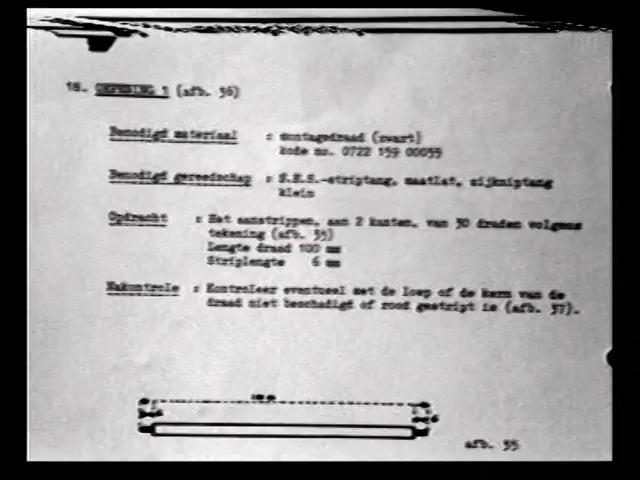 18. OEFENING 1 (afb. 36)
Benodigd materiaal : montagedraad (zwart)
kode no. 0722 159 00055
Benodigd gereedschap : striptang, maatlat, zijkniptang
klein
Opdracht : Het aanstrippen, aan 2 kanten, van 30 draden volgens
tekening (afb. 35)
Lengte draad 100 mm
Striplengte 6 mm
Nakontrole : Kontroleer eventueel met de loep of de kern van de
draad niet beschadigd of rond gestript is (afb. 37).
6
afb. 35